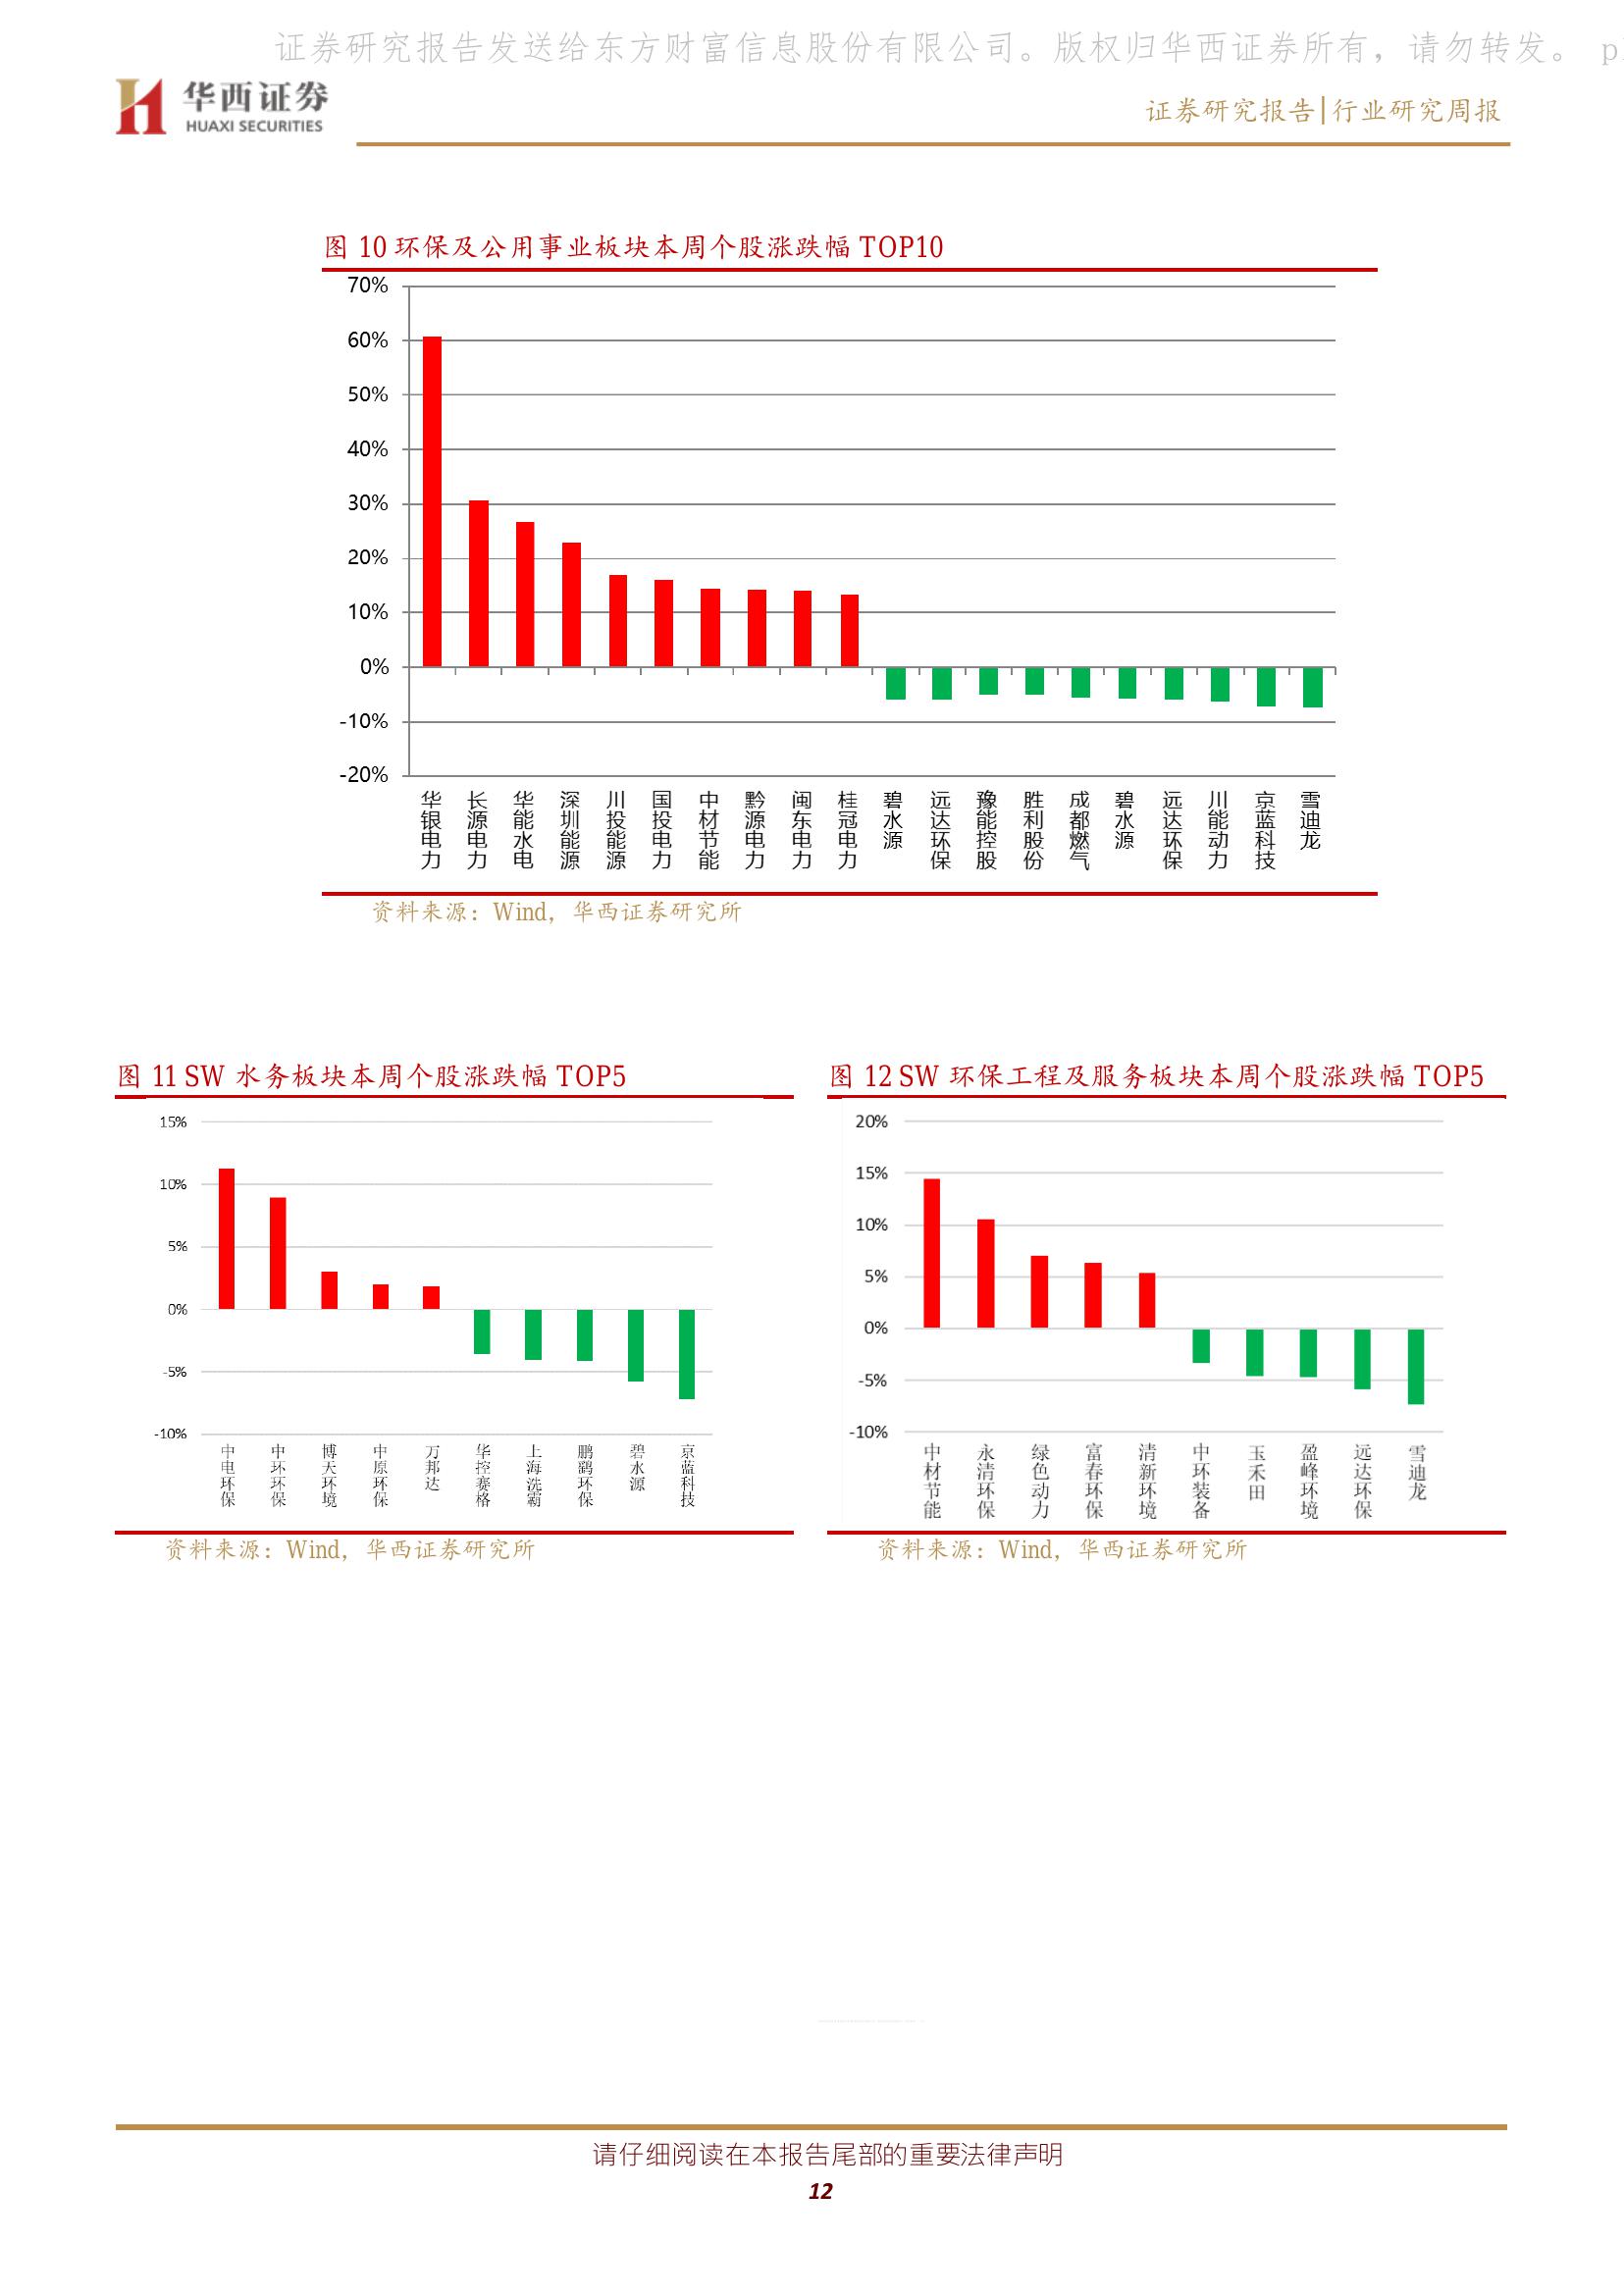 证券研究报告发送给东方财富信息股份有限公司。版权归华西证券所有，请勿转发。 p
华西证券
HUAXI SECURITIES
证券研究报告|行业研究周报
图 10 环保及公用事业板块本周个股涨跌幅 TOP10
70%
60%
50%
40%
30%
20%
10%
0%
-10%
-20%
华银电力
长源电力
华能水电
深圳能源
川投能源
国投电力
中材节能
黔源电力
闽东电力
桂冠电力
碧水源
远达环保
豫能控股
胜利股份
成都燃气
碧水源
远达环保
川能动力
京蓝科技
雪迪龙
资料来源：Wind，华西证券研究所
图 11 SW 水务板块本周个股涨跌幅 TOP5
15%
10%
5%
0%
-5%
-10%
中电环保
中环环保
博天环境
中原环保
万邦达
华控赛格
上海洗霸
鹏鹞环保
碧水源
京蓝科技
资料来源：Wind，华西证券研究所
图 12 SW 环保工程及服务板块本周个股涨跌幅 TOP5
20%
15%
10%
5%
0%
-5%
-10%
中材节能
永清环保
绿色动力
富春环保
清新环境
中环装备
玉禾田
盈峰环境
远达环保
雪迪龙
资料来源：Wind，华西证券研究所
请仔细阅读在本报告尾部的重要法律声明
12